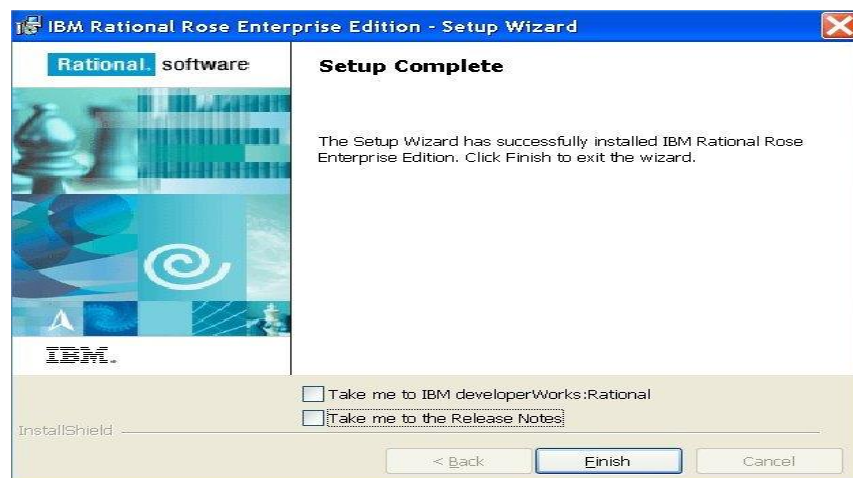 IBM Rational Rose Enterprise Edition - Setup Wizard
Rational. software
Setup Complete
The Setup Wizard has successfully installed IBM Rational Rose
Enterprise Edition. Click Finish to exit the wizard.
IBM.
Take me to IBM developerWorks:Rational
Take me to the Release Notes
InstallShield
< Back
Finish
Cancel